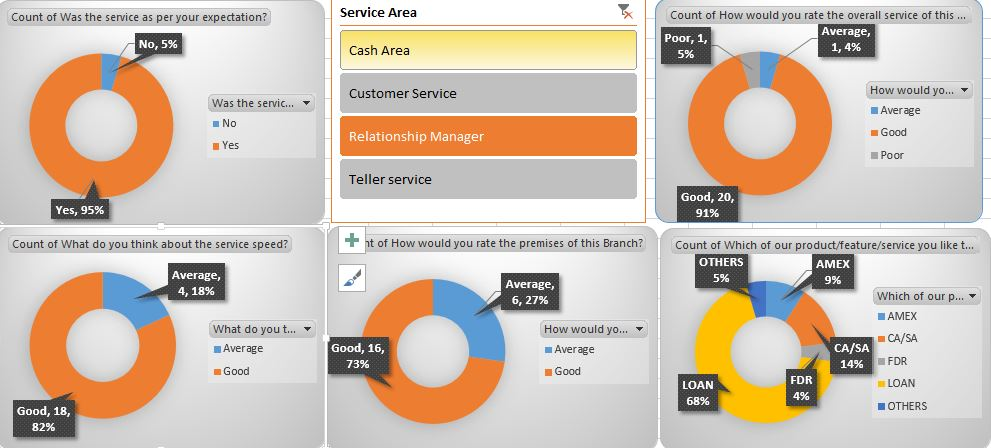 Count of Was the service as per your expectation?
No, 5%
Yes, 95%
Was the servic...
No
Yes
Service Area
Cash Area
Customer Service
Relationship Manager
Teller service
Count of How would you rate the overall service of this ...
Poor, 1,
5%
Average,
1, 4%
Good, 20,
91%
How would yo...
Average
Good
Poor
Count of What do you think about the service speed?
Average,
4, 18%
Good, 18,
82%
What do you t...
Average
Good
nt of How would you rate the premises of this Branch?
Average,
6, 27%
Good, 16,
73%
How would yo...
Average
Good
Count of Which of our product/feature/service you like t...
OTHERS
5%
AMEX
9%
CA/SA
14%
FDR
4%
LOAN
68%
Which of our p...
AMEX
CA/SA
FDR
LOAN
OTHERS